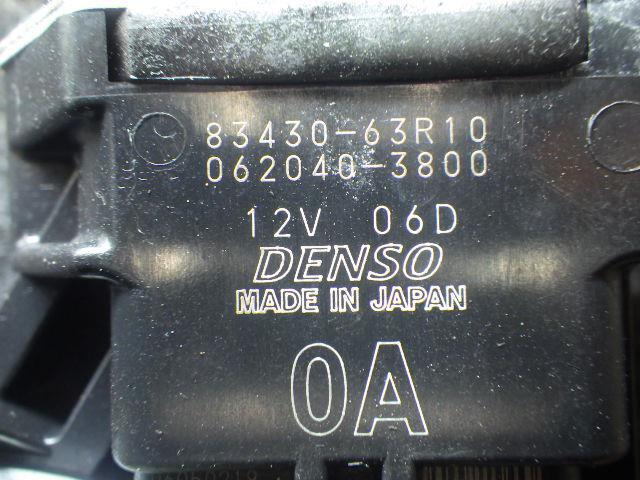 83430-63R10
062040-3800
12V 06D
DENSO
MADE IN JAPAN
0A